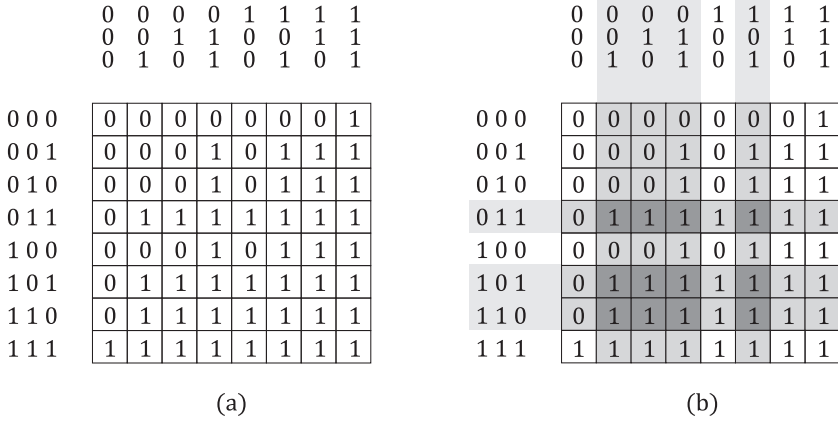 0 0 0 0 1 1 1 1
0 0 1 1 0 0 1 1
0 1 0 1 0 1 0 1
0 0 0 0 0 0 0 0 0 0 1
0 0 1 0 0 0 1 0 1 1 1
0 1 0 0 0 0 1 0 1 1 1
0 1 1 0 1 1 1 1 1 1 1
1 0 0 0 0 0 1 0 1 1 1
1 0 1 0 1 1 1 1 1 1 1
1 1 0 0 1 1 1 1 1 1 1
1 1 1 1 1 1 1 1 1 1 1
(a)
0 0 0 0 1 1 1 1
0 0 1 1 0 0 1 1
0 1 0 1 0 1 0 1
0 0 0 0 0 0 0 0 0 0 1
0 0 1 0 0 0 1 0 1 1 1
0 1 0 0 0 0 1 0 1 1 1
0 1 1 0 1 1 1 1 1 1 1
1 0 0 0 0 0 1 0 1 1 1
1 0 1 0 1 1 1 1 1 1 1
1 1 0 0 1 1 1 1 1 1 1
1 1 1 1 1 1 1 1 1 1 1
(b)